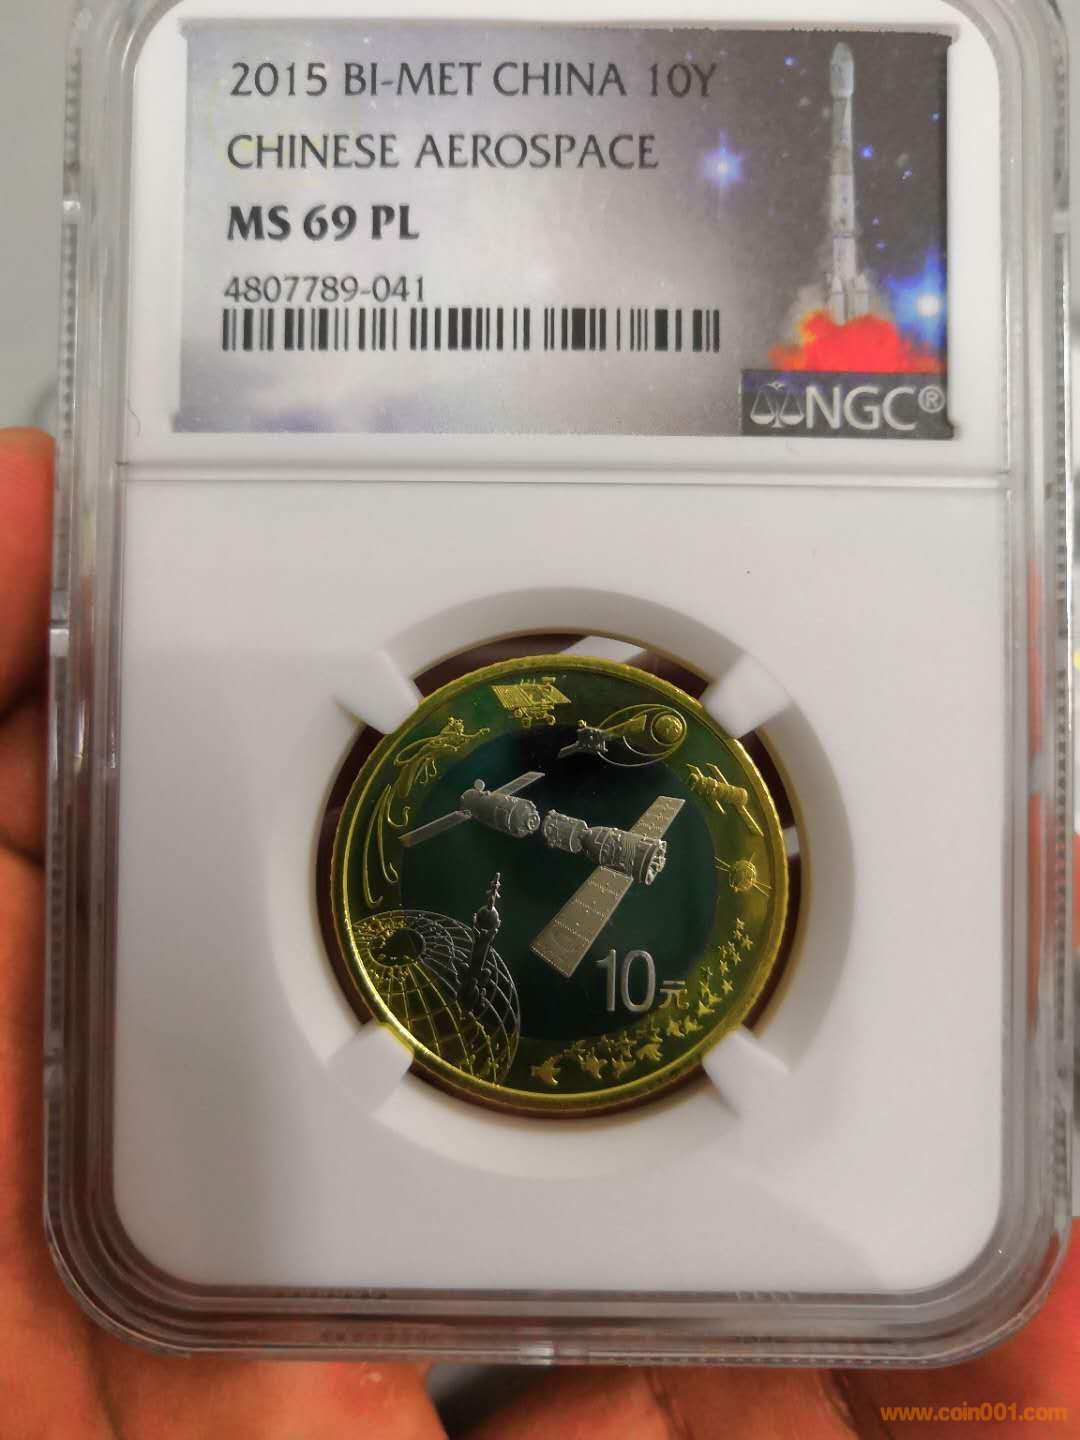 2015 BI-MET CHINA 10Y
CHINESE AEROSPACE
MS 69 PL
4807789-041
NGC®
10元
www.coin001.com